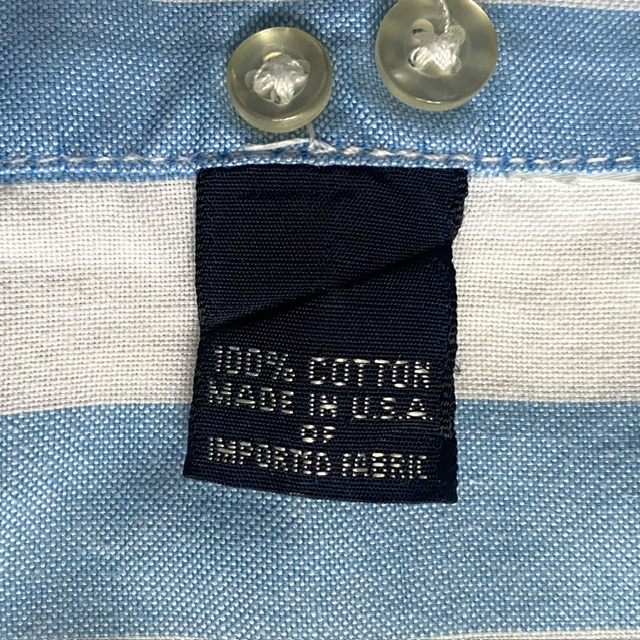 100% COTTON
MADE IN U.S.A.
OF
IMPORTED FABRIC